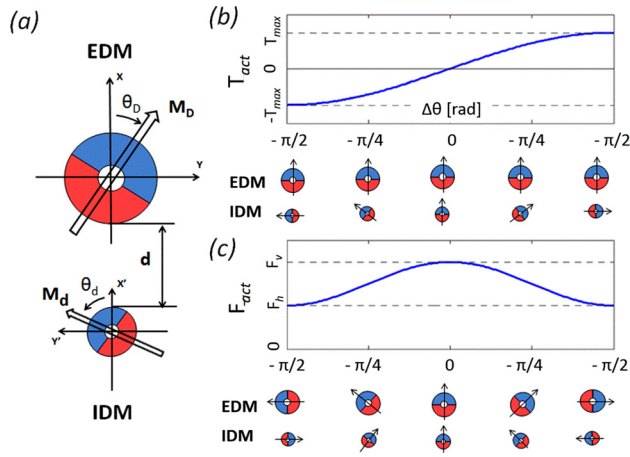 (a)
EDM
X
θD
MD
Y
d
θd
X'
Md
Y'
IDM
(b)
Tact
Tmax
0
-Tmax
Δθ [rad]
- π/2 - π/4 0 - π/4 - π/2
EDM
IDM
(c)
Fact
Fv
Fh
0
- π/2 - π/4 0 - π/4 - π/2
EDM
IDM